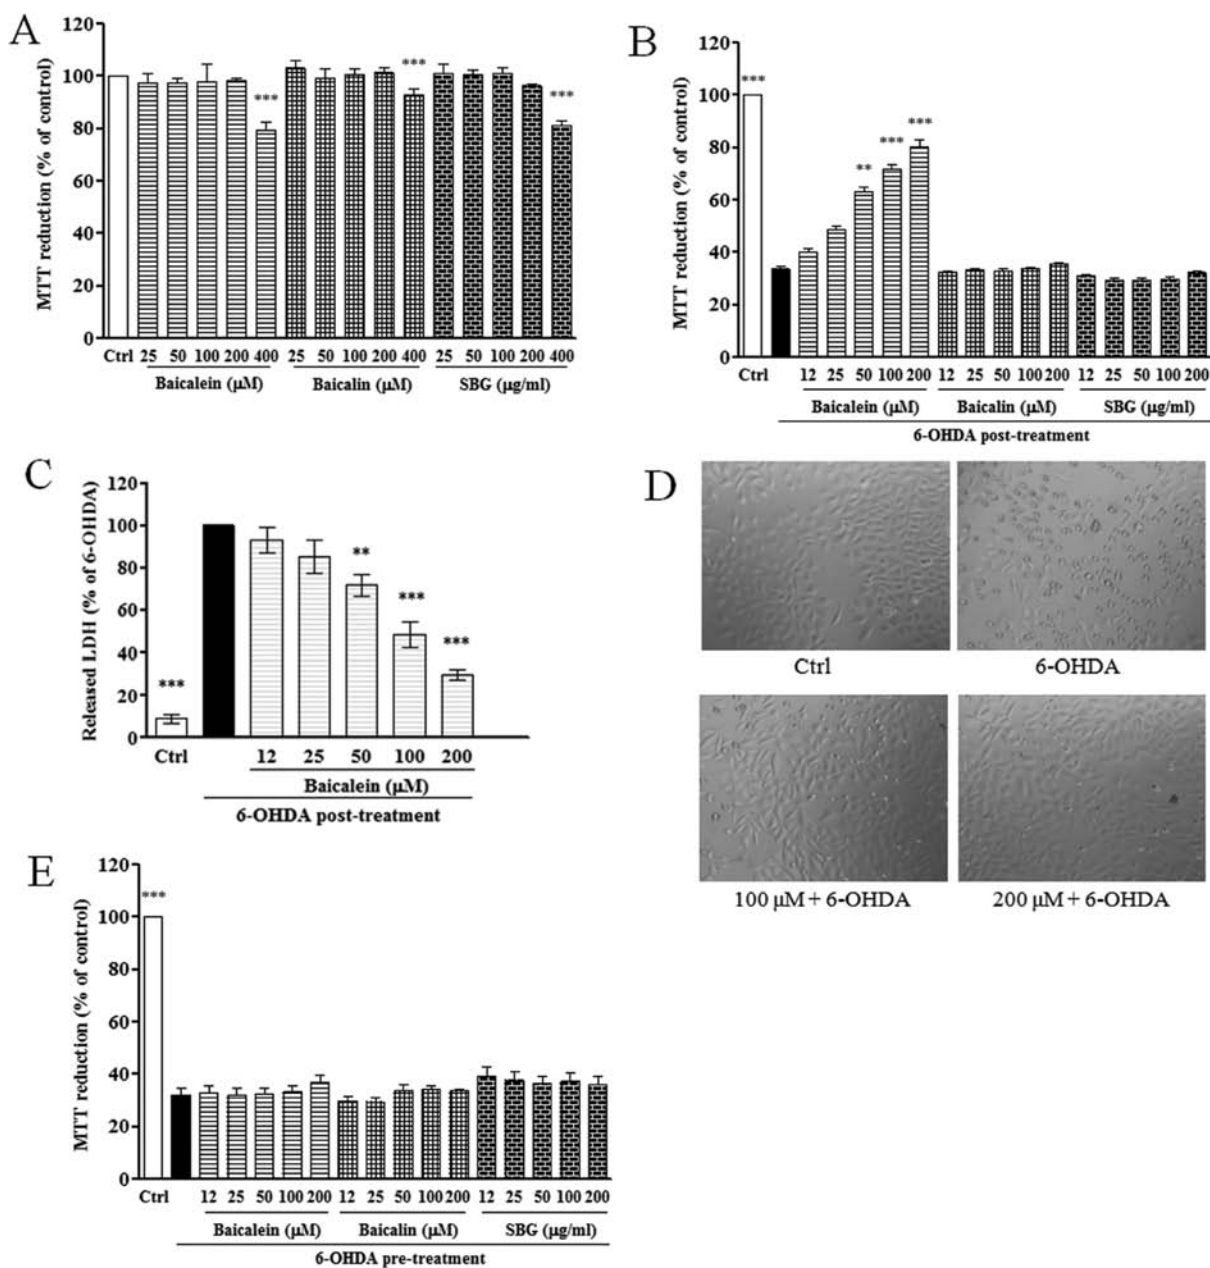 A
MTT reduction (% of control)
120
100
80
60
40
20
0
*** *** ***
Ctrl 25 50 100 200 400 25 50 100 200 400 25 50 100 200 400
Baicalein (μM) Baicalin (μM) SBG (μg/ml)
B
MTT reduction (% of control)
120
100
80
60
40
20
0
*** ** *** ***
Ctrl 12 25 50 100 200 12 25 50 100 200 12 25 50 100 200
Baicalein (μM) Baicalin (μM) SBG (μg/ml)
6-OHDA post-treatment
C
Released LDH (% of 6-OHDA)
120
100
80
60
40
20
0
*** ** *** ***
Ctrl 12 25 50 100 200
Baicalein (μM)
6-OHDA post-treatment
D
Ctrl 6-OHDA
100 μM + 6-OHDA 200 μM + 6-OHDA
E
MTT reduction (% of control)
120
100
80
60
40
20
0
***
Ctrl 12 25 50 100 200 12 25 50 100 200 12 25 50 100 200
Baicalein (μM) Baicalin (μM) SBG (μg/ml)
6-OHDA pre-treatment